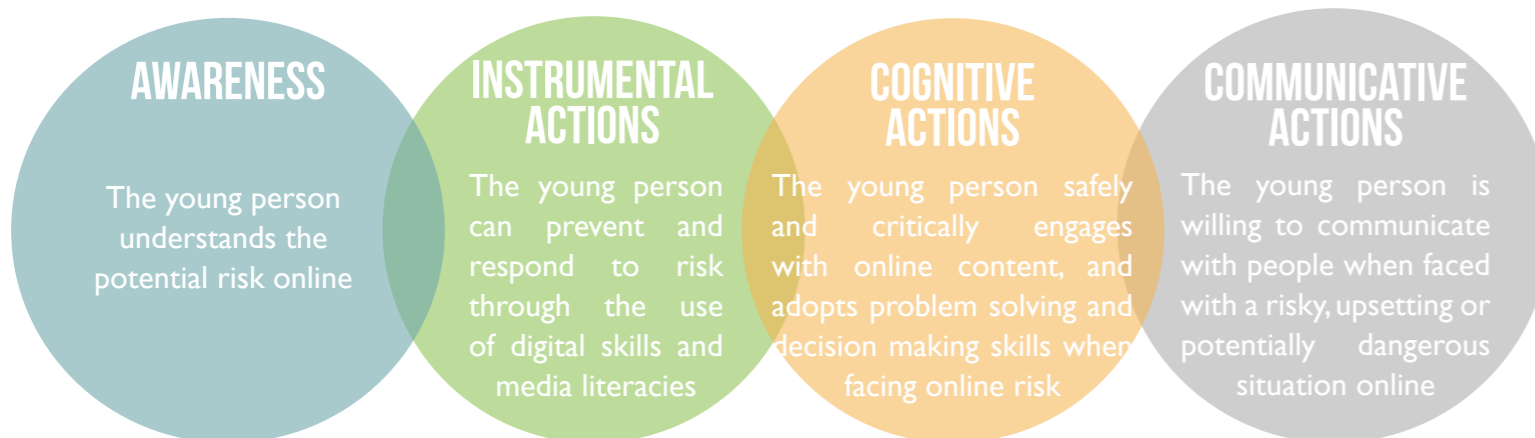 AWARENESS
The young person
understands the
potential risk online
INSTRUMENTAL
ACTIONS
The young person
can prevent and
respond to risk
through the use
of digital skills and
media literacies
COGNITIVE
ACTIONS
The young person safely
and critically engages
with online content, and
adopts problem solving and
decision making skills when
facing online risk
COMMUNICATIVE
ACTIONS
The young person is
willing to communicate
with people when faced
with a risky, upsetting or
potentially dangerous
situation online